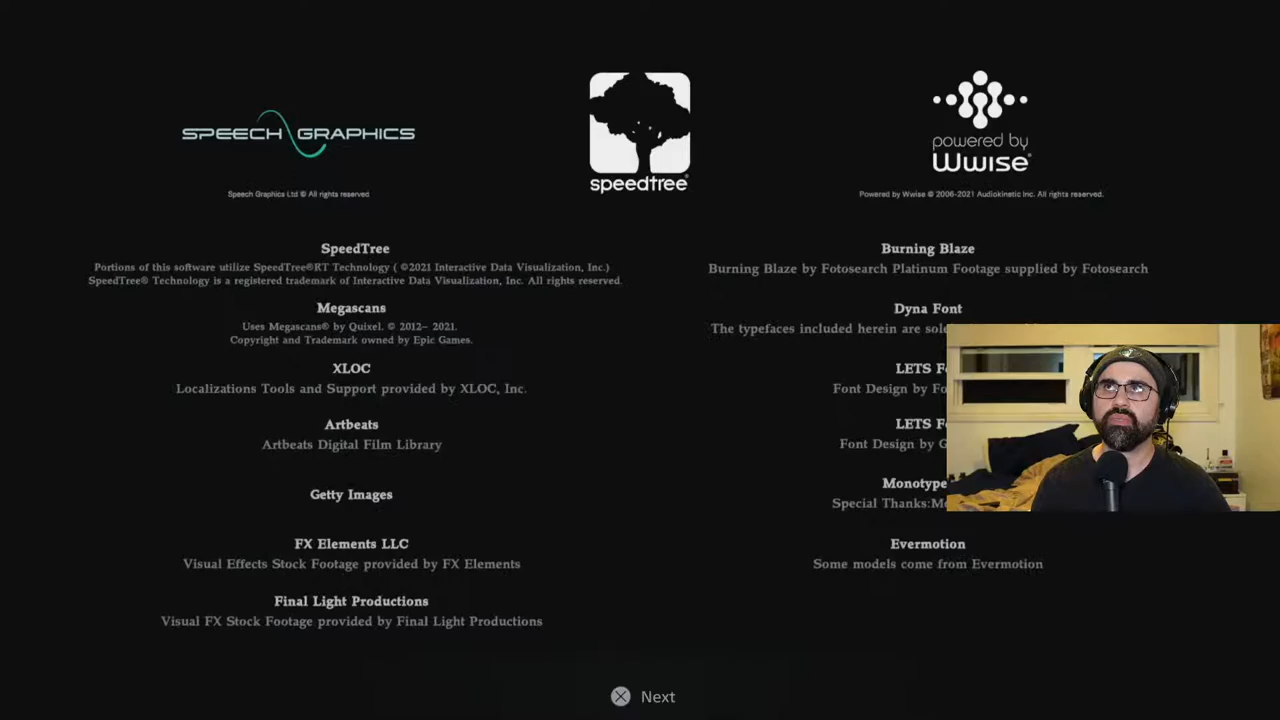 SPEECH GRAPHICS
Speech Graphics Ltd © All rights reserved
speedtree®
powered by
Wwise®
Powered by Wwise © 2006-2021 Audiokinetic Inc. All rights reserved.
SpeedTree
Portions of this software utilize SpeedTree®RT Technology ( ©2021 Interactive Data Visualization, Inc.)
SpeedTree® Technology is a registered trademark of Interactive Data Visualization, Inc. All rights reserved.
Megascans
Uses Megascans® by Quixel. © 2012– 2021.
Copyright and Trademark owned by Epic Games.
XLOC
Localizations Tools and Support provided by XLOC, Inc.
Artbeats
Artbeats Digital Film Library
Getty Images
FX Elements LLC
Visual Effects Stock Footage provided by FX Elements
Final Light Productions
Visual FX Stock Footage provided by Final Light Productions
Burning Blaze
Burning Blaze by Fotosearch Platinum Footage supplied by Fotosearch
Dyna Font
The typefaces included herein are
LETS
Font Design by
LETS
Font Design by
Monotype
Special Thanks:
Evermotion
Some models come from Evermotion
Next